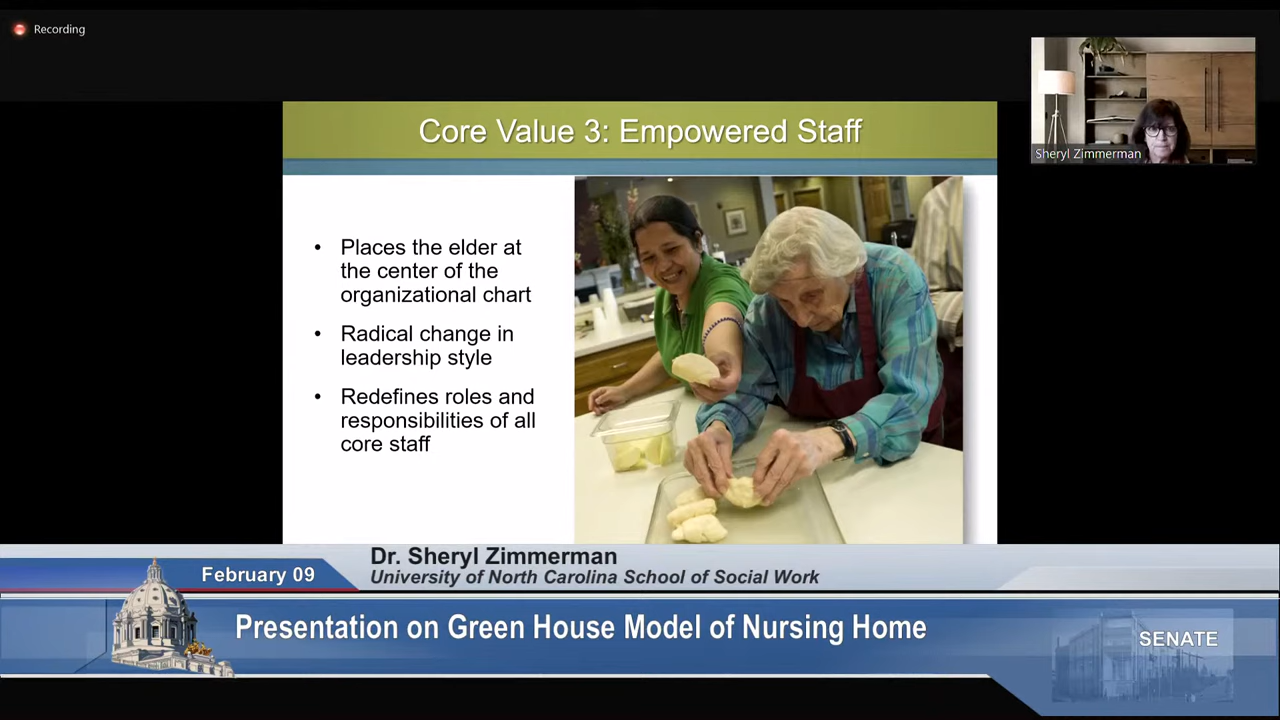 Recording
Sheryl Zimmerman
Core Value 3: Empowered Staff
• Places the elder at
the center of the
organizational chart
• Radical change in
leadership style
• Redefines roles and
responsibilities of all
core staff
Dr. Sheryl Zimmerman
University of North Carolina School of Social Work
February 09
Presentation on Green House Model of Nursing Home
SENATE